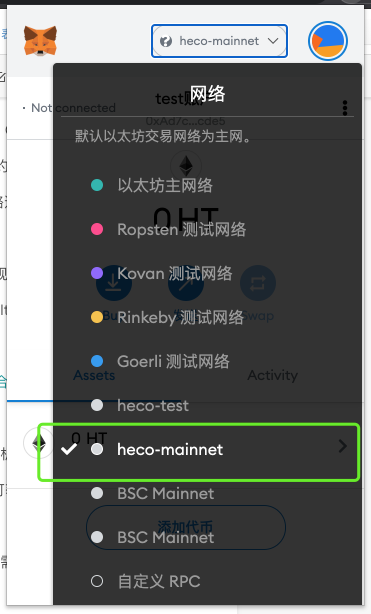 heco-mainnet
网络
Not connected
test账
0xAd7c...cde5
默认以太坊交易网络为主网。
以太坊主网络
0 HT
Ropsten 测试网络
Kovan 测试网络
Rinkeby 测试网络
Bu
Swap
Goerli 测试网络
Assets
Activity
heco-test
0 HT
heco-mainnet
BSC Mainnet
添加代币
BSC Mainnet
自定义 RPC